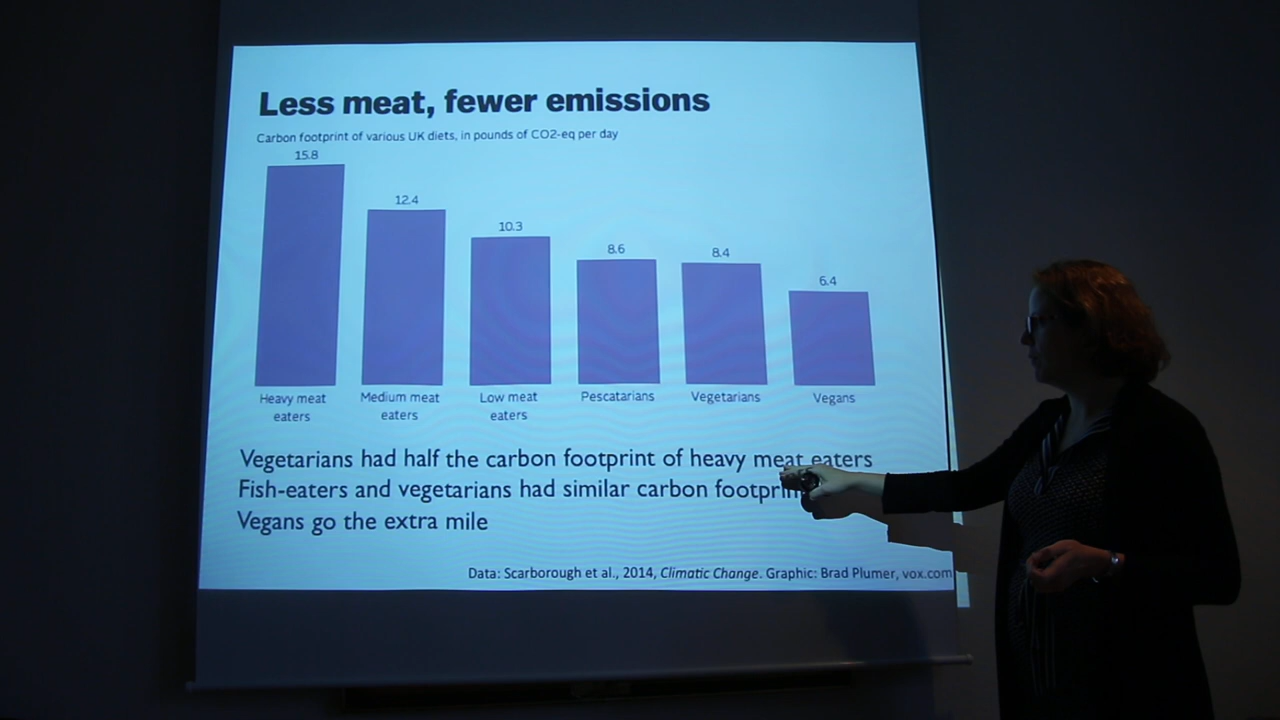 Less meat, fewer emissions
Carbon footprint of various UK diets, in pounds of CO2-eq per day
15.8
12.4
10.3
8.6
8.4
6.4
Heavy meat
eaters
Medium meat
eaters
Low meat
eaters
Pescatarians
Vegetarians
Vegans
Vegetarians had half the carbon footprint of heavy meat eaters
Fish-eaters and vegetarians had similar carbon
Vegans go the extra mile
Data: Scarborough et al., 2014, Climatic Change. Graphic: Brad Plumer, vox.com